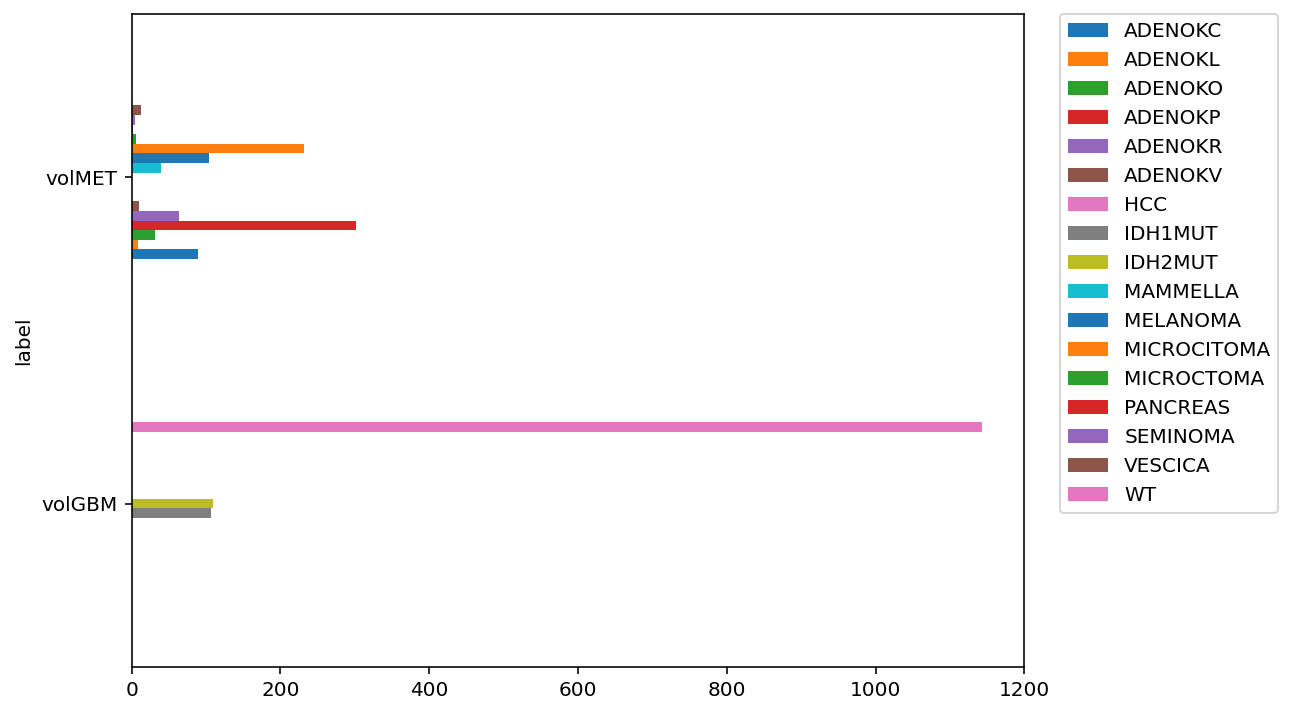 label
volMET
volGBM
0 200 400 600 800 1000 1200
ADENOKC
ADENOKL
ADENOKO
ADENOKP
ADENOKR
ADENOKV
HCC
IDH1MUT
IDH2MUT
MAMMELLA
MELANOMA
MICROCITOMA
MICROCTOMA
PANCREAS
SEMINOMA
VESCICA
WT